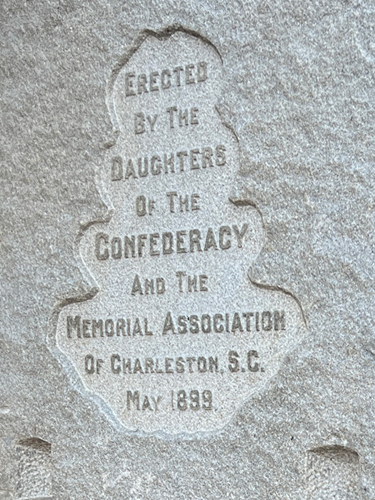 ERECTED
BY THE
DAUGHTERS
OF THE
CONFEDERACY
AND THE
MEMORIAL ASSOCIATION
OF CHARLESTON, S.C.
MAY 1899.